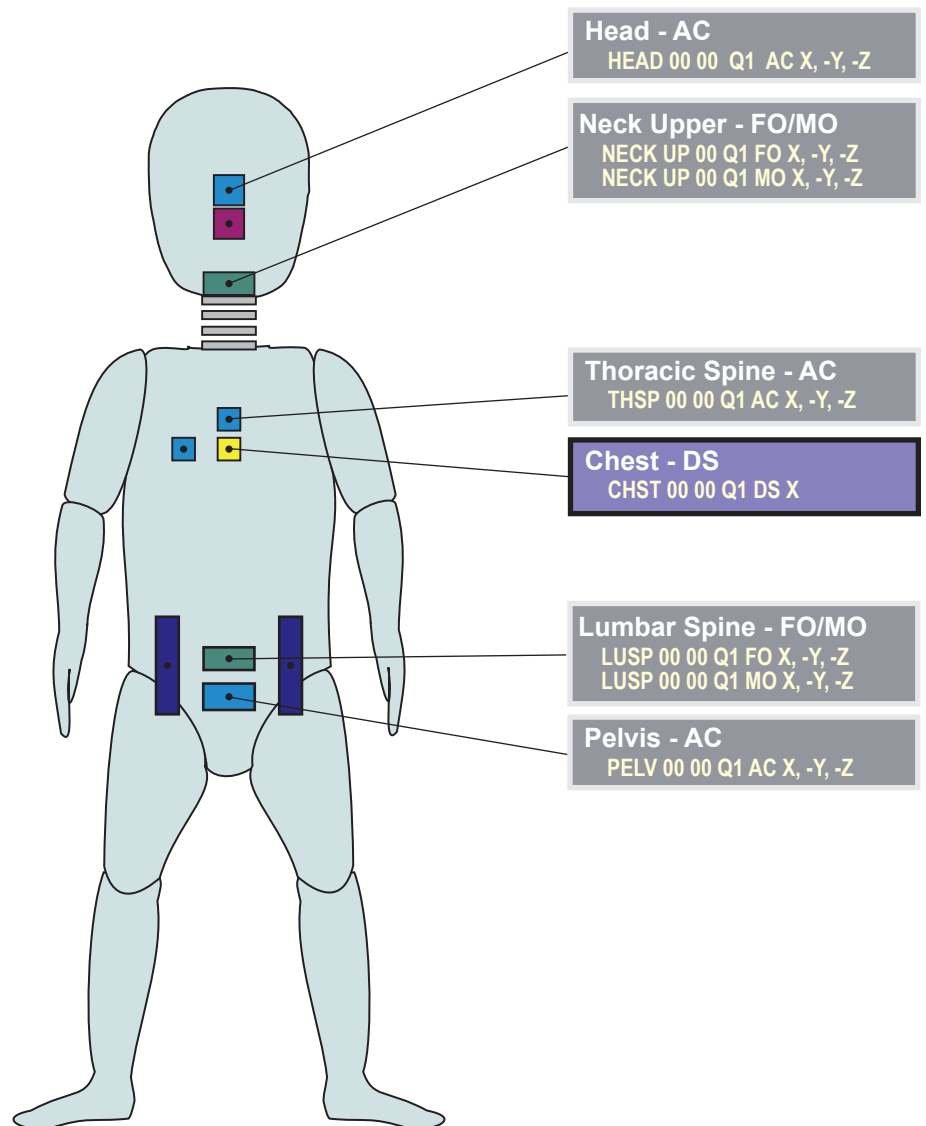 Head - AC
HEAD 00 00 Q1 AC X, -Y, -Z
Neck Upper - FO/MO
NECK UP 00 Q1 FO X, -Y, -Z
NECK UP 00 Q1 MO X, -Y, -Z
Thoracic Spine - AC
THSP 00 00 Q1 AC X, -Y, -Z
Chest - DS
CHST 00 00 Q1 DS X
Lumbar Spine - FO/MO
LUSP 00 00 Q1 FO X, -Y, -Z
LUSP 00 00 Q1 MO X, -Y, -Z
Pelvis - AC
PELV 00 00 Q1 AC X, -Y, -Z